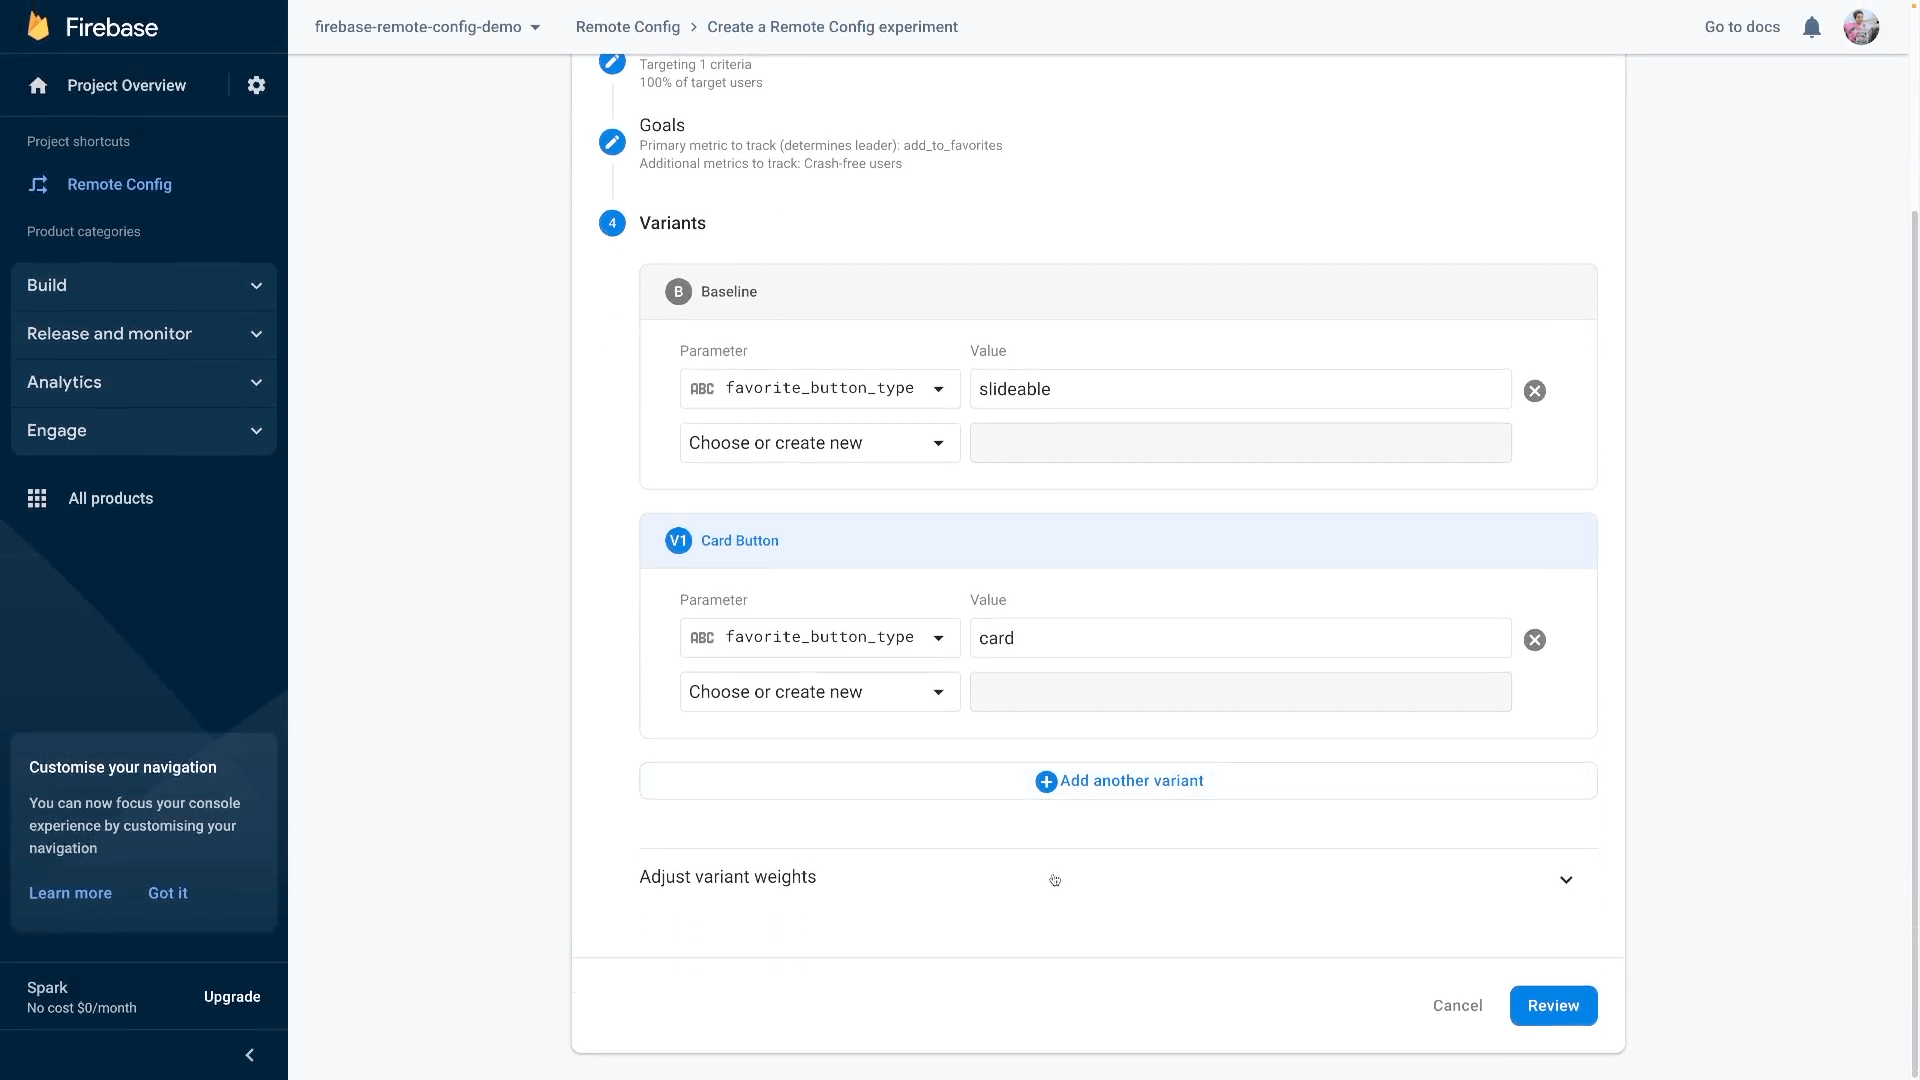 Firebase
firebase-remote-config-demo
Remote Config > Create a Remote Config experiment
Go to docs
Project Overview
Project shortcuts
Remote Config
Product categories
Build
Release and monitor
Analytics
Engage
All products
Customise your navigation
You can now focus your console
experience by customising your
navigation
Learn more Got it
Spark
No cost $0/month
Upgrade
Targeting 1 criteria
100% of target users
Goals
Primary metric to track (determines leader): add_to_favorites
Additional metrics to track: Crash-free users
4 Variants
B Baseline
Parameter Value
ABC favorite_button_type slideable
Choose or create new
V1 Card Button
Parameter Value
ABC favorite_button_type card
Choose or create new
Add another variant
Adjust variant weights
Cancel Review